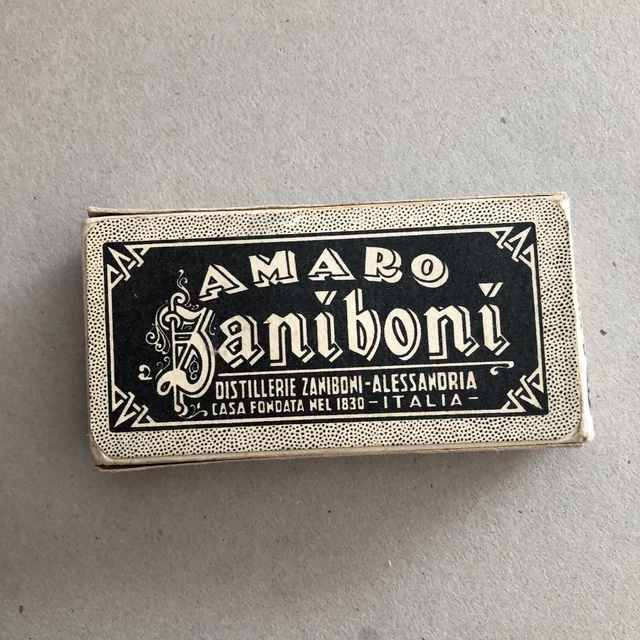 AMARO
Zaniboni
DISTILLERIE ZANIBONI-ALESSANDRIA
CASA FONDATA NEL 1830 - ITALIA -